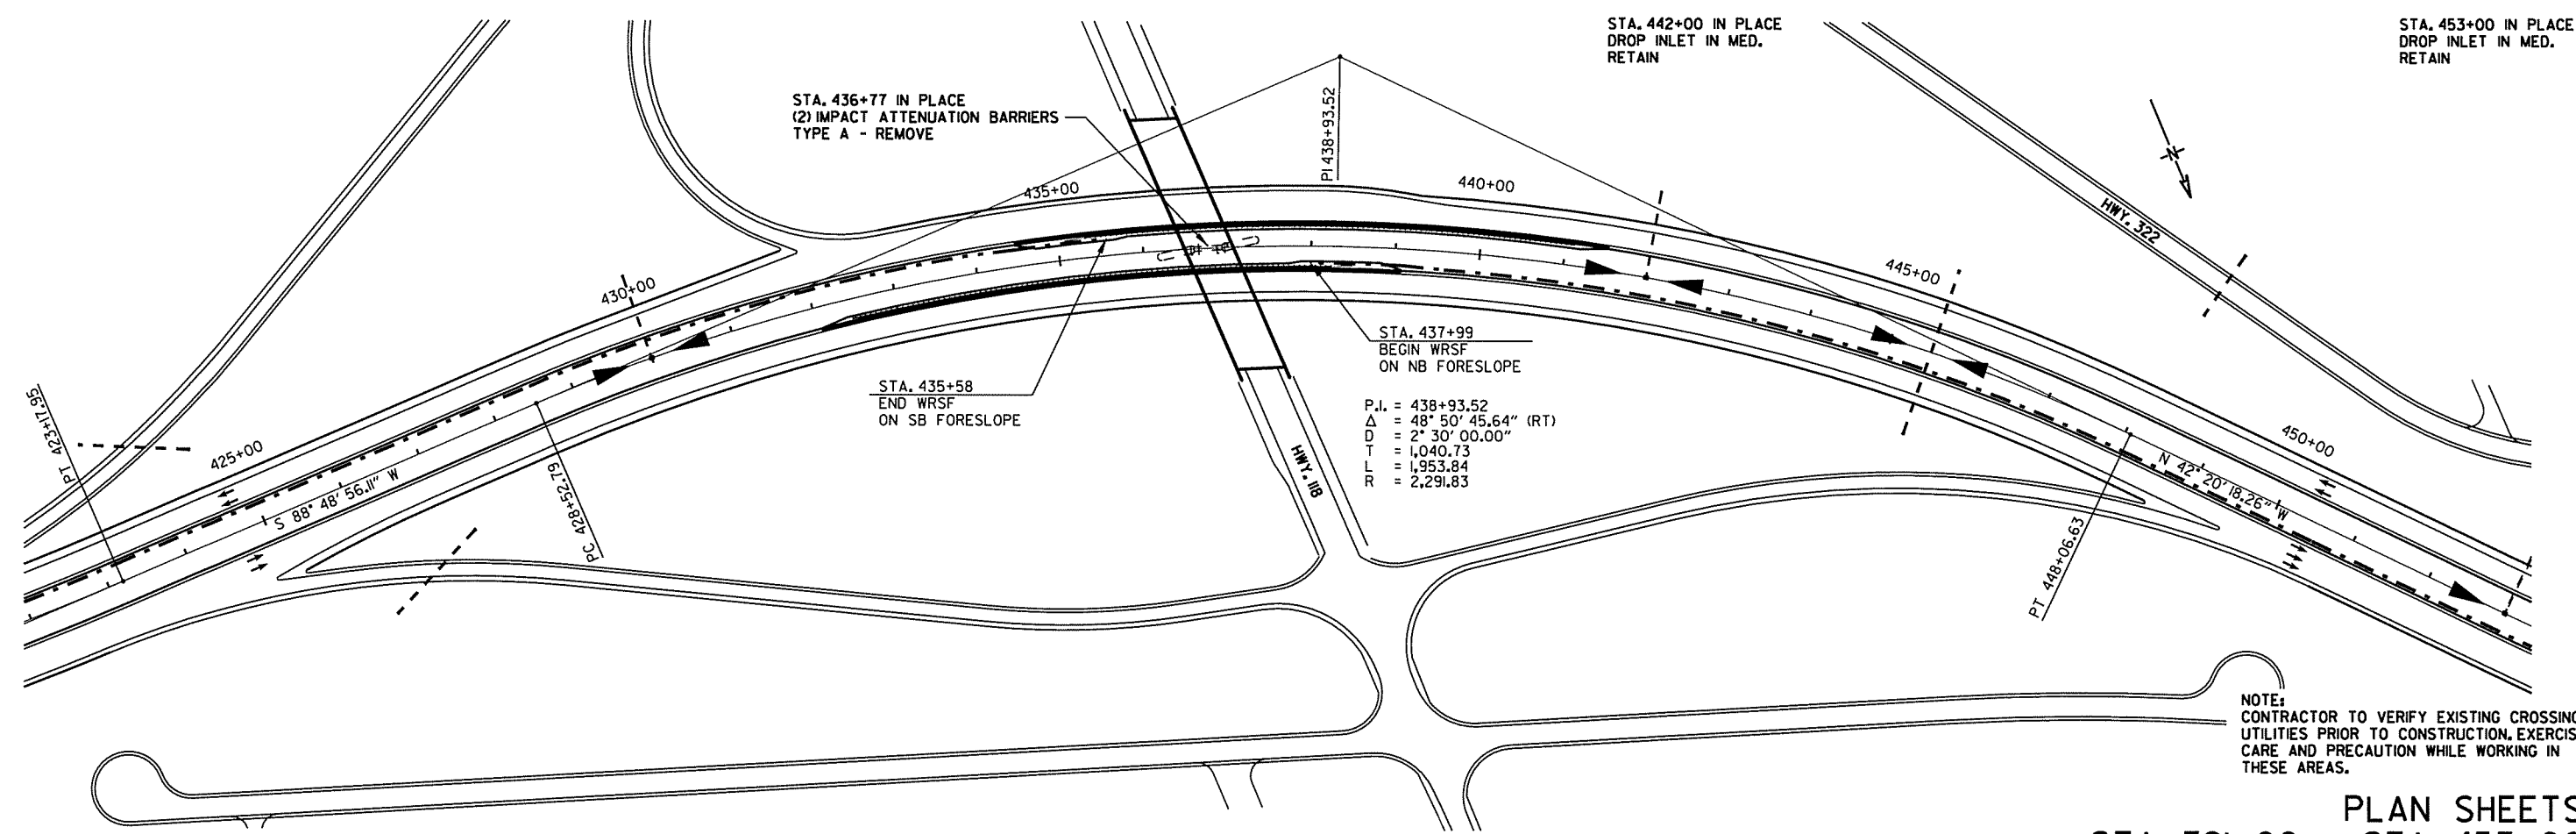 STA. 442+00 IN PLACE
DROP INLET IN MED.
RETAIN
STA. 453+00 IN PLACE
DROP INLET IN MED.
RETAIN
STA. 436+77 IN PLACE
(2) IMPACT ATTENUATION BARRIERS
TYPE A - REMOVE
PI 438+93.52
N
HWY. 322
435+00
440+00
445+00
430+00
425+00
450+00
PT 423+17.95
S 88° 48' 56.11" W
PC 428+52.79
STA. 435+58
END WRSF
ON SB FORESLOPE
STA. 437+99
BEGIN WRSF
ON NB FORESLOPE
P.I. = 438+93.52
Δ = 48° 50' 45.64" (RT)
D = 2° 30' 00.00"
T = 1,040.73
L = 1,953.84
R = 2,291.83
HWY. 118
N 42° 20' 18.26" W
PT 448+06.63
NOTE:
CONTRACTOR TO VERIFY EXISTING CROSSING
UTILITIES PRIOR TO CONSTRUCTION. EXERCIS
CARE AND PRECAUTION WHILE WORKING IN
THESE AREAS.
PLAN SHEETS